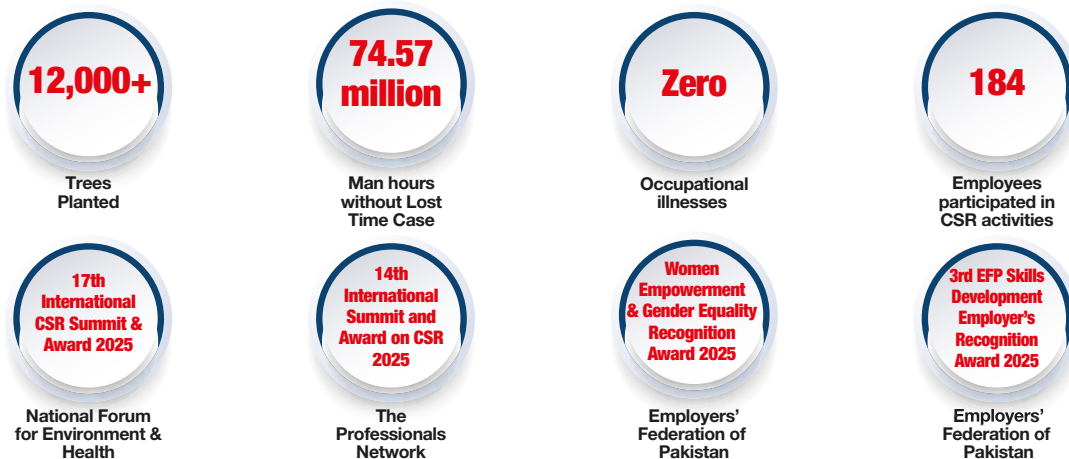 12,000+
Trees
Planted
74.57
million
Man hours
without Lost
Time Case
Zero
Occupational
illnesses
184
Employees
participated in
CSR activities
17th
International
CSR Summit &
Award 2025
National Forum
for Environment &
Health
14th
International
Summit and
Award on CSR
2025
The
Professionals
Network
Women
Empowerment
& Gender Equality
Recognition
Award 2025
Employers’
Federation of
Pakistan
3rd EFP Skills
Development
Employer’s
Recognition
Award 2025
Employers’
Federation of
Pakistan